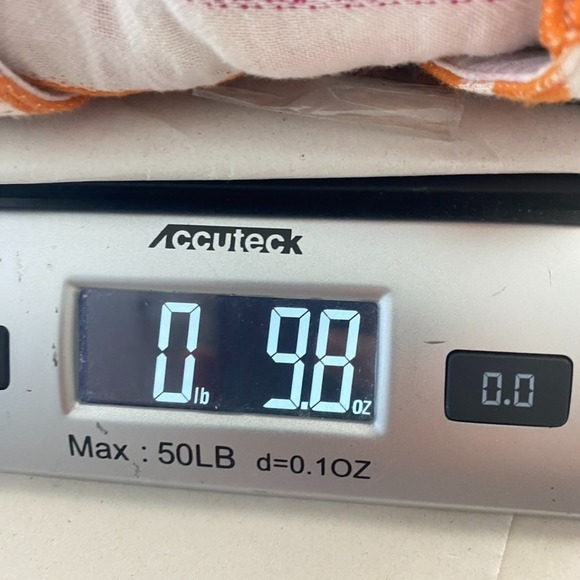 Accuteck
0 lb 9.8 oz
0.0
Max : 50LB d=0.1OZ